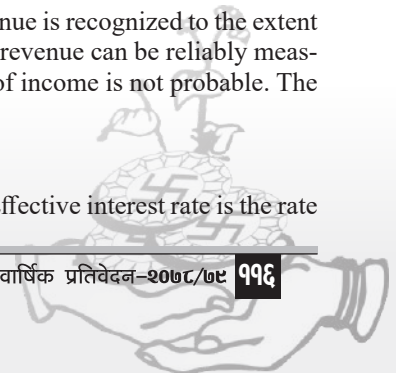 nue is recognized to the extent
revenue can be reliably meas-
of income is not probable. The
effective interest rate is the rate
वार्षिक प्रतिवेदन-२०७८/७९ ११६